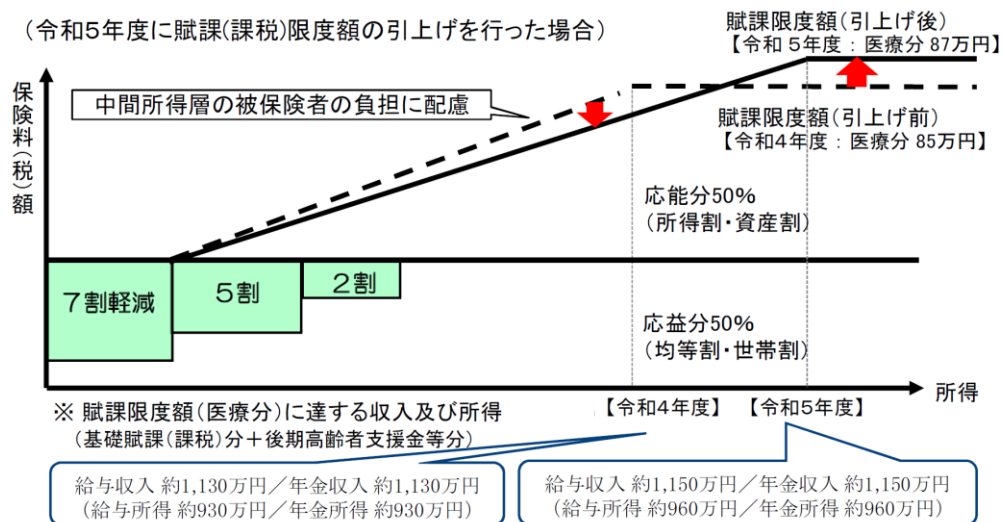 （令和５年度に賦課(課税)限度額の引上げを行った場合）
賦課限度額(引上げ後)
【令和５年度：医療分 87万円】
保険料(税)額
中間所得層の被保険者の負担に配慮
賦課限度額(引上げ前)
【令和４年度：医療分 85万円】
応能分50％
(所得割・資産割)
７割軽減
５割
２割
応益分50％
(均等割・世帯割)
所得
【令和４年度】
【令和５年度】
※ 賦課限度額(医療分)に達する収入及び所得
(基礎賦課(課税)分＋後期高齢者支援金等分)
給与収入 約1,130万円／年金収入 約1,130万円
(給与所得 約930万円／年金所得 約930万円)
給与収入 約1,150万円／年金収入 約1,150万円
(給与所得 約960万円／年金所得 約960万円)